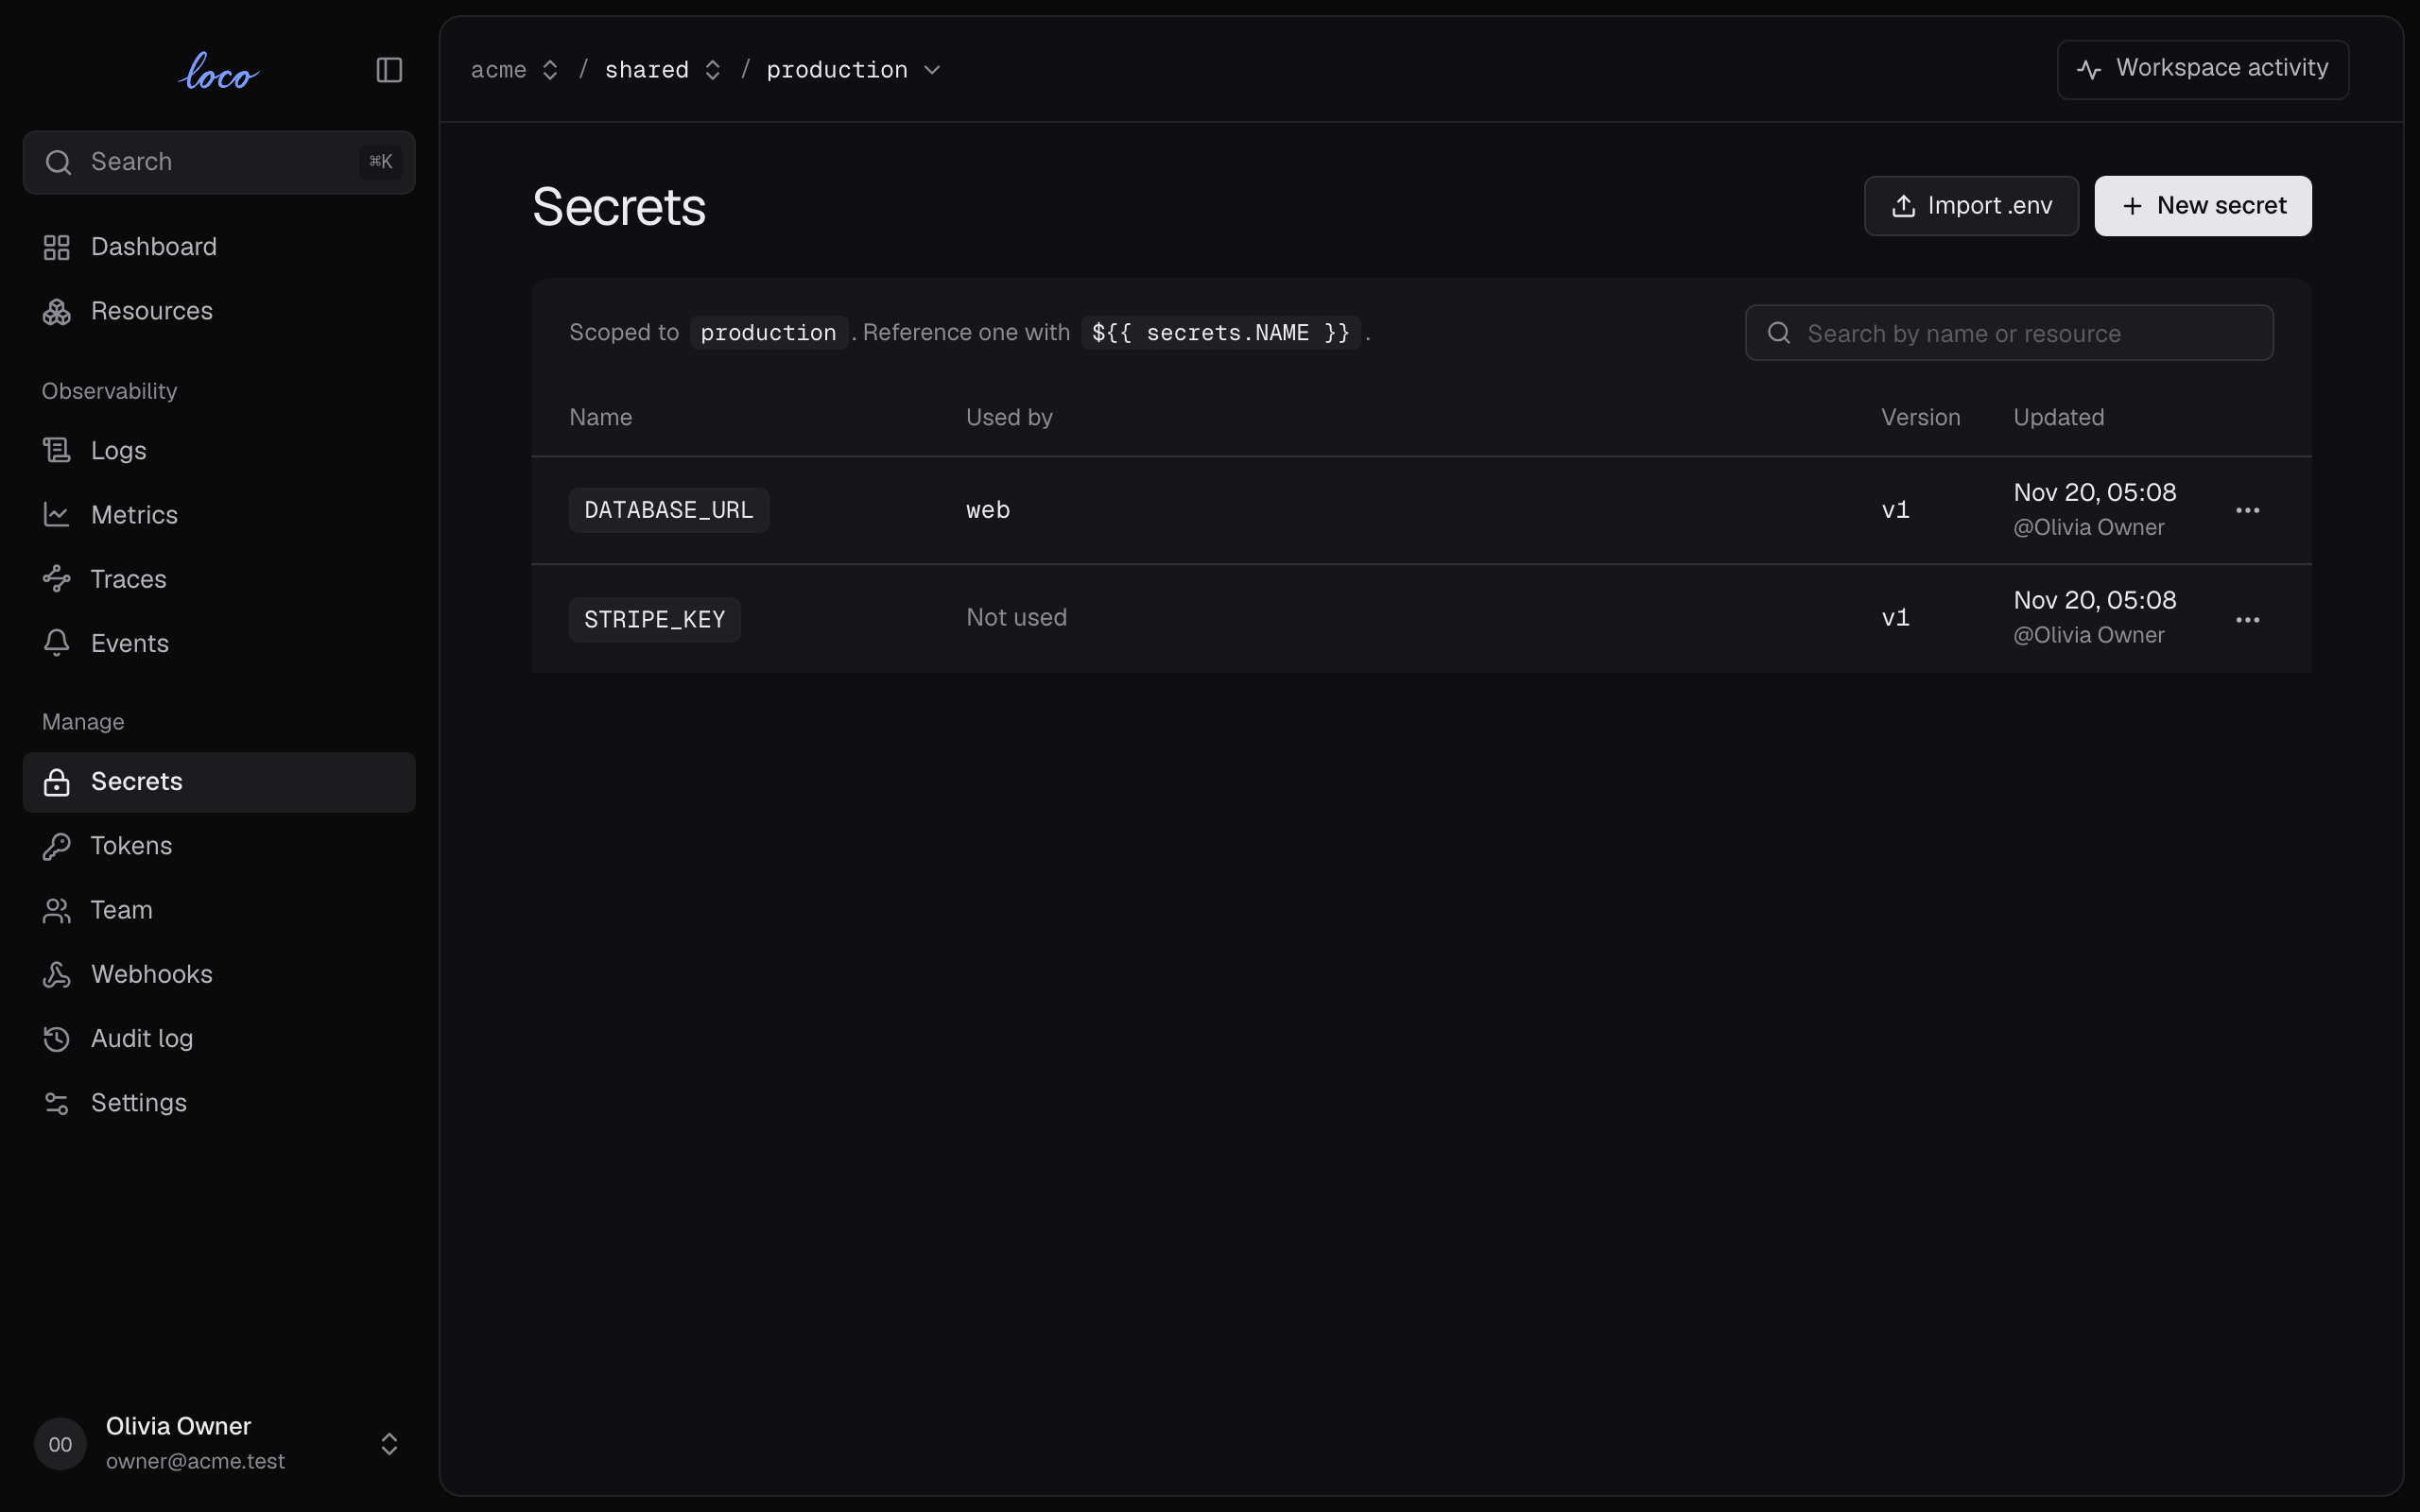 loco
Search ⌘K
Dashboard
Resources
Observability
Logs
Metrics
Traces
Events
Manage
Secrets
Tokens
Team
Webhooks
Audit log
Settings
OO Olivia Owner
owner@acme.test
acme / shared / production
Workspace activity
Secrets
Import .env
+ New secret
Scoped to production. Reference one with ${{ secrets.NAME }}.
Search by name or resource
Name Used by Version Updated
DATABASE_URL web v1 Nov 20, 05:08
@Olivia Owner
STRIPE_KEY Not used v1 Nov 20, 05:08
@Olivia Owner